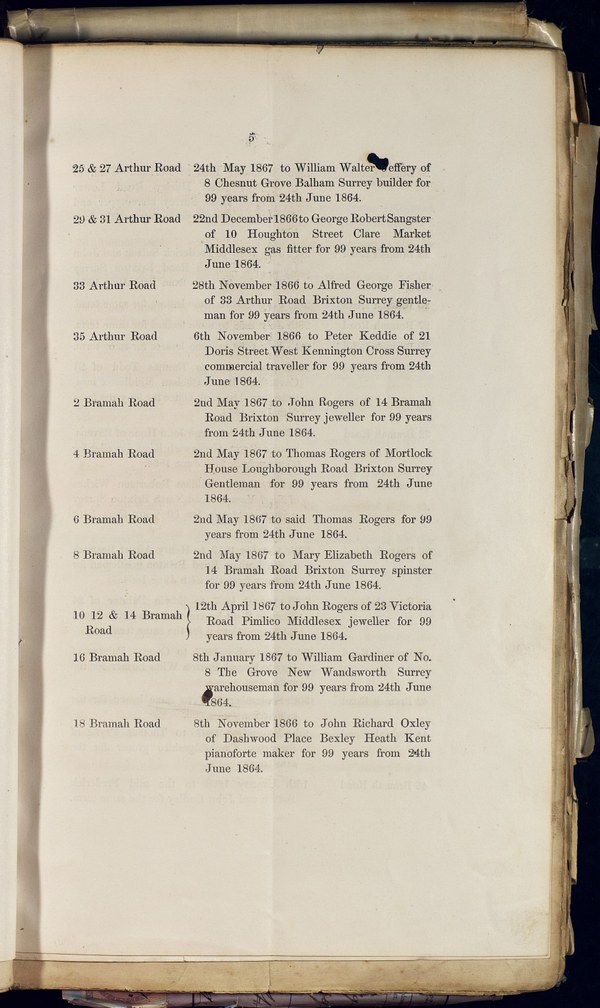 5
25 & 27 Arthur Road 24th May 1867 to William Walter Jeffery of
8 Chesnut Grove Balham Surrey builder for
99 years from 24th June 1864.
29 & 31 Arthur Road 22nd December 1866 to George Robert Sangster
of 10 Houghton Street Clare Market
Middlesex gas fitter for 99 years from 24th
June 1864.
33 Arthur Road 28th November 1866 to Alfred George Fisher
of 33 Arthur Road Brixton Surrey gentle-
man for 99 years from 24th June 1864.
35 Arthur Road 6th November 1866 to Peter Keddie of 21
Doris Street West Kennington Cross Surrey
commercial traveller for 99 years from 24th
June 1864.
2 Bramah Road 2nd May 1867 to John Rogers of 14 Bramah
Road Brixton Surrey jeweller for 99 years
from 24th June 1864.
4 Bramah Road 2nd May 1867 to Thomas Rogers of Mortlock
House Loughborough Road Brixton Surrey
Gentleman for 99 years from 24th June
1864.
6 Bramah Road 2nd May 1867 to said Thomas Rogers for 99
years from 24th June 1864.
8 Bramah Road 2nd May 1867 to Mary Elizabeth Rogers of
14 Bramah Road Brixton Surrey spinster
for 99 years from 24th June 1864.
10 12 & 14 Bramah Road 12th April 1867 to John Rogers of 23 Victoria
Road Pimlico Middlesex jeweller for 99
years from 24th June 1864.
16 Bramah Road 8th January 1867 to William Gardiner of No.
8 The Grove New Wandsworth Surrey
warehouseman for 99 years from 24th June
1864.
18 Bramah Road 8th November 1866 to John Richard Oxley
of Dashwood Place Bexley Heath Kent
pianoforte maker for 99 years from 24th
June 1864.